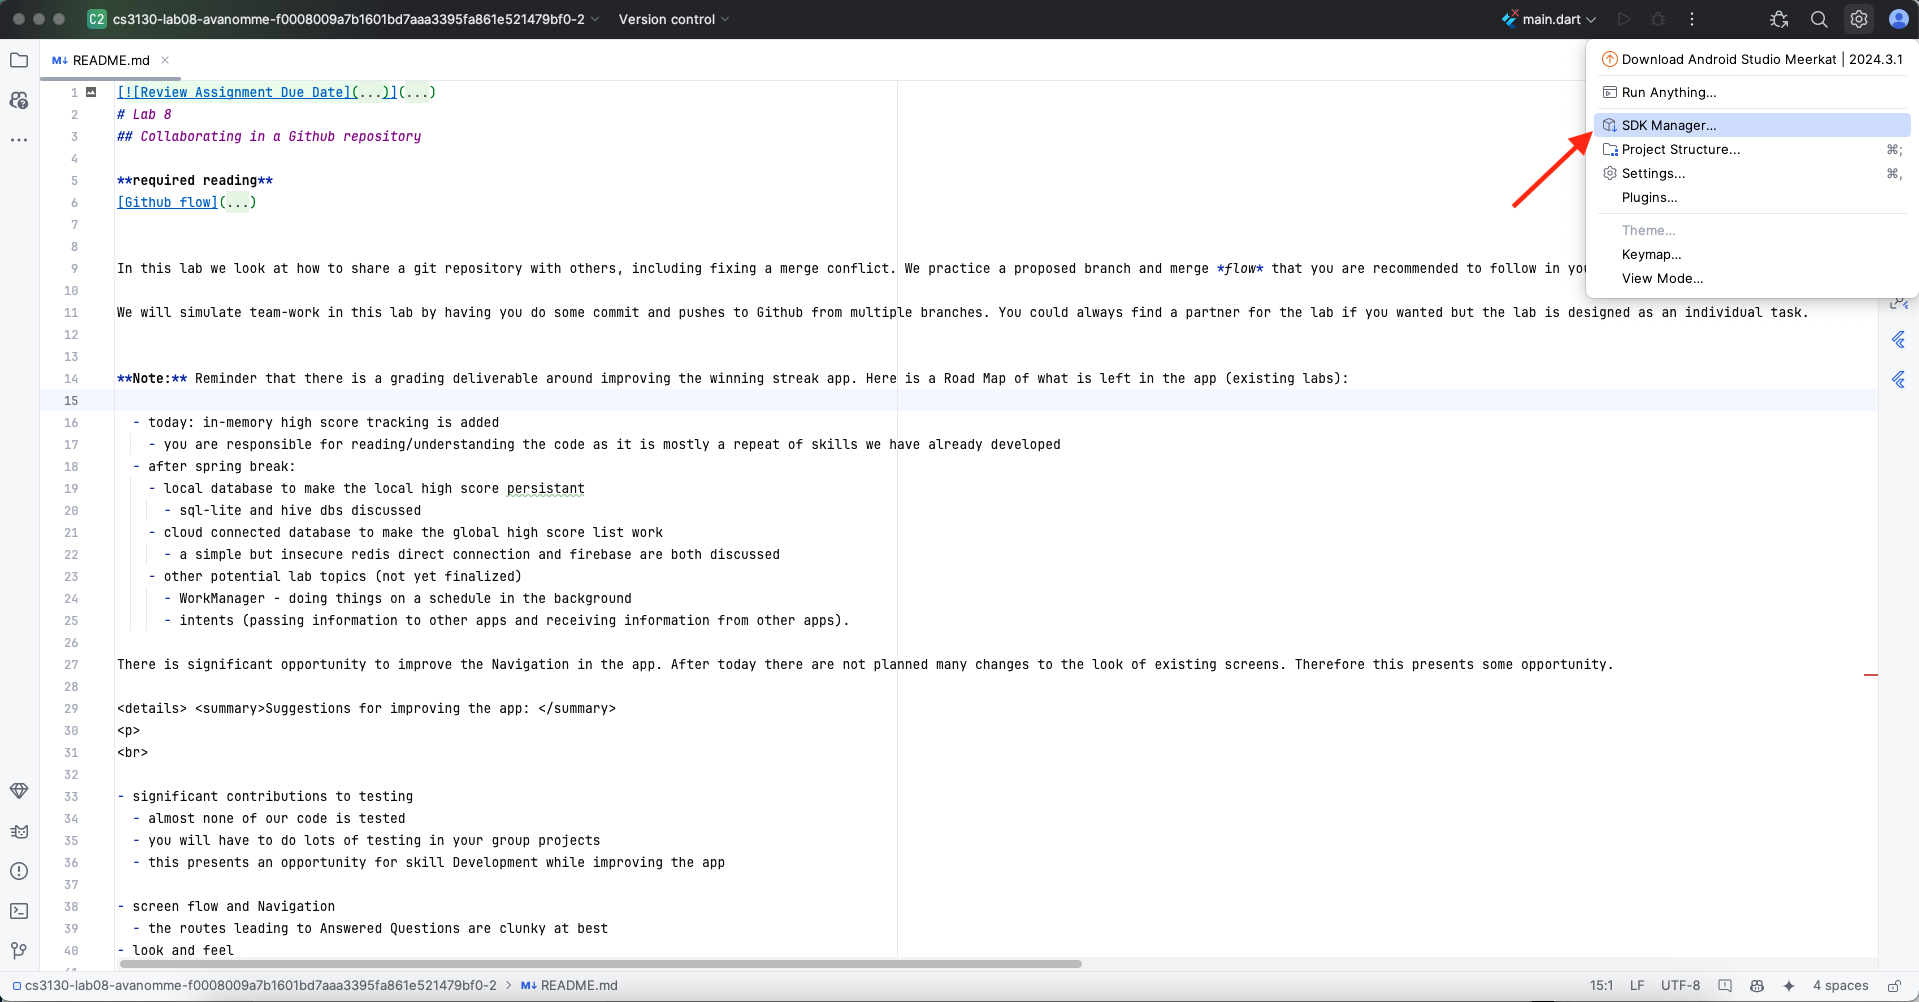 C2 cs3130-lab08-avanomme-f0008009a7b1601bd7aaa3395fa861e521479bf0-2 Version control main.dart
M↓ README.md
Download Android Studio Meerkat | 2024.3.1
Run Anything...
SDK Manager...
Project Structure... ⌘;
Settings... ⌘,
Plugins...
Theme...
Keymap...
View Mode...
1 [![Review Assignment Due Date](...)](...)
2 # Lab 8
3 ## Collaborating in a Github repository
4
5 **required reading**
6 [Github flow](...)
7
8
9 In this lab we look at how to share a git repository with others, including fixing a merge conflict. We practice a proposed branch and merge *flow* that you are recommended to follow in you
10
11 We will simulate team-work in this lab by having you do some commit and pushes to Github from multiple branches. You could always find a partner for the lab if you wanted but the lab is designed as an individual task.
12
13
14 **Note:** Reminder that there is a grading deliverable around improving the winning streak app. Here is a Road Map of what is left in the app (existing labs):
15
16 - today: in-memory high score tracking is added
17 - you are responsible for reading/understanding the code as it is mostly a repeat of skills we have already developed
18 - after spring break:
19 - local database to make the local high score persistant
20 - sql-lite and hive dbs discussed
21 - cloud connected database to make the global high score list work
22 - a simple but insecure redis direct connection and firebase are both discussed
23 - other potential lab topics (not yet finalized)
24 - WorkManager - doing things on a schedule in the background
25 - intents (passing information to other apps and receiving information from other apps).
26
27 There is significant opportunity to improve the Navigation in the app. After today there are not planned many changes to the look of existing screens. Therefore this presents some opportunity.
28
29 <details> <summary>Suggestions for improving the app: </summary>
30 <p>
31 <br>
32
33 - significant contributions to testing
34 - almost none of our code is tested
35 - you will have to do lots of testing in your group projects
36 - this presents an opportunity for skill Development while improving the app
37
38 - screen flow and Navigation
39 - the routes leading to Answered Questions are clunky at best
40 - look and feel
cs3130-lab08-avanomme-f0008009a7b1601bd7aaa3395fa861e521479bf0-2 > M↓ README.md 15:1 LF UTF-8 4 spaces